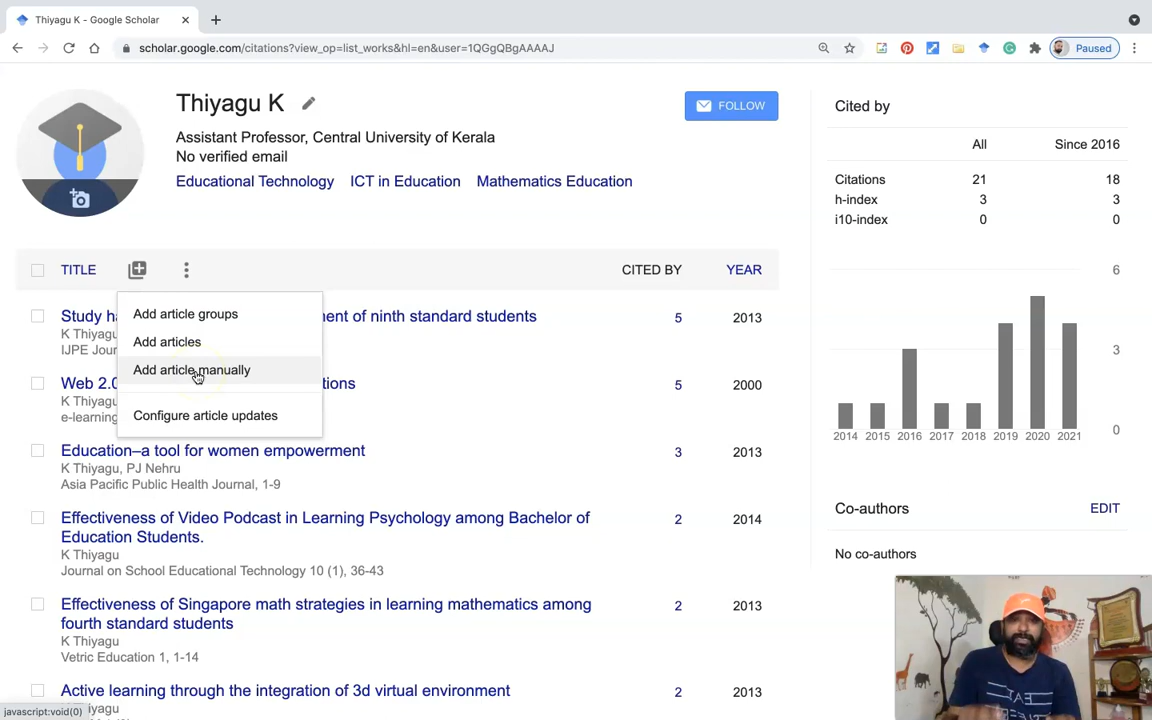 Thiyagu K - Google Scholar
scholar.google.com/citations?view_op=list_works&hl=en&user=1QGgQBgAAAAJ
Paused
Thiyagu K
FOLLOW
Assistant Professor, Central University of Kerala
No verified email
Educational Technology ICT in Education Mathematics Education
TITLE
CITED BY YEAR
Add article groups
Add articles
Add article manually
Configure article updates
Study ha ent of ninth standard students 5 2013
K Thiyagu
IJPE Jour
Web 2.0 tions 5 2000
K Thiyagu
e-learning
Education–a tool for women empowerment 3 2013
K Thiyagu, PJ Nehru
Asia Pacific Public Health Journal, 1-9
Effectiveness of Video Podcast in Learning Psychology among Bachelor of 2 2014
Education Students.
K Thiyagu
Journal on School Educational Technology 10 (1), 36-43
Effectiveness of Singapore math strategies in learning mathematics among 2 2013
fourth standard students
K Thiyagu
Vetric Education 1, 1-14
Active learning through the integration of 3d virtual environment 2 2013
hiyagu
javascript:void(0)
Cited by
All Since 2016
Citations 21 18
h-index 3 3
i10-index 0 0
6
3
0
2014 2015 2016 2017 2018 2019 2020 2021
Co-authors EDIT
No co-authors